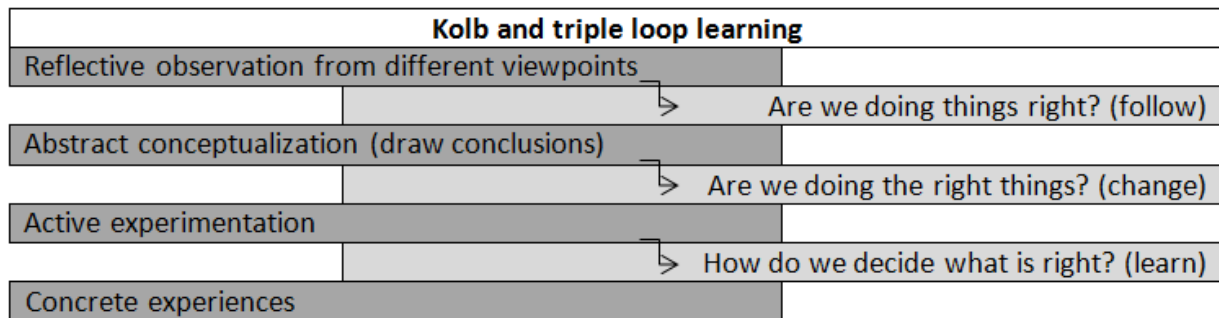 Kolb and triple loop learning
Reflective observation from different viewpoints
Are we doing things right? (follow)
Abstract conceptualization (draw conclusions)
Are we doing the right things? (change)
Active experimentation
How do we decide what is right? (learn)
Concrete experiences